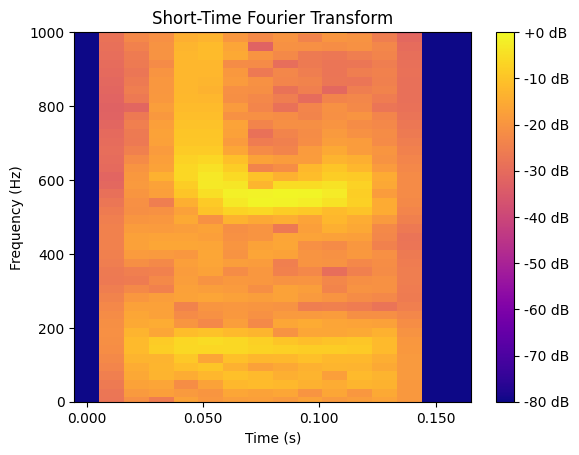 Short-Time Fourier Transform
1000
800
600
400
200
0
Frequency (Hz)
0.000
0.050
0.100
0.150
Time (s)
+0 dB
-10 dB
-20 dB
-30 dB
-40 dB
-50 dB
-60 dB
-70 dB
-80 dB